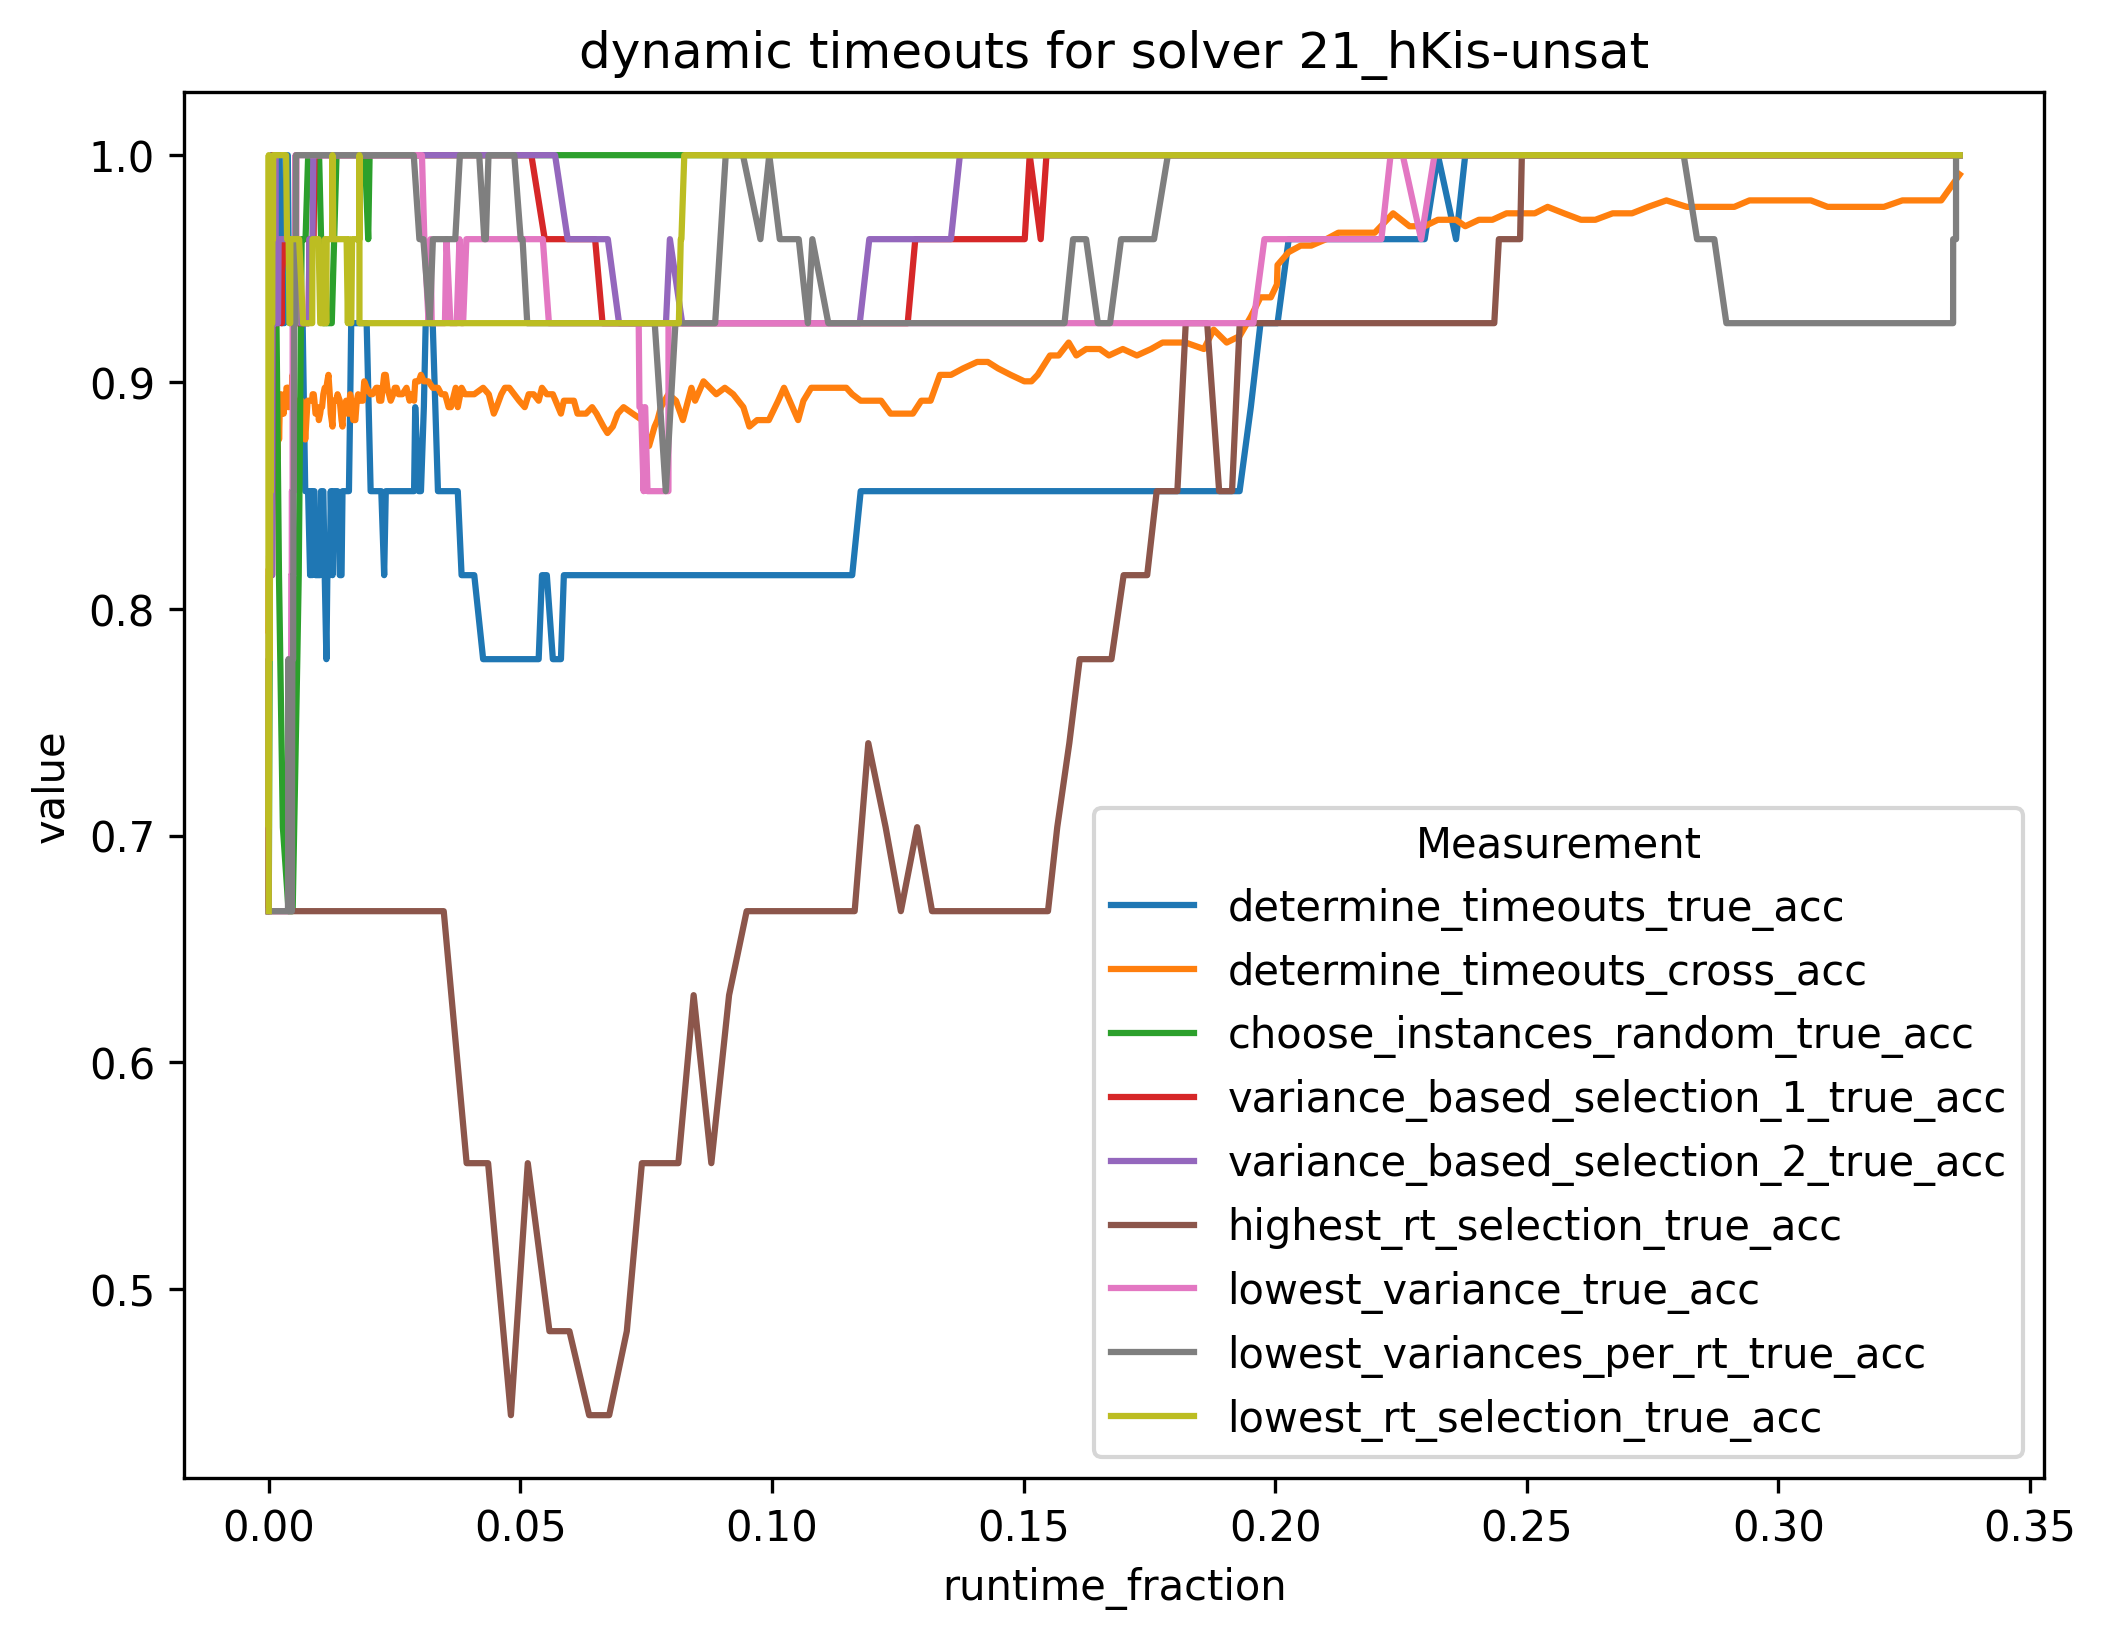 dynamic timeouts for solver 21_hKis-unsat
1.0
0.9
0.8
0.7
0.6
0.5
value
Measurement
determine_timeouts_true_acc
determine_timeouts_cross_acc
choose_instances_random_true_acc
variance_based_selection_1_true_acc
variance_based_selection_2_true_acc
highest_rt_selection_true_acc
lowest_variance_true_acc
lowest_variances_per_rt_true_acc
lowest_rt_selection_true_acc
0.00 0.05 0.10 0.15 0.20 0.25 0.30 0.35
runtime_fraction